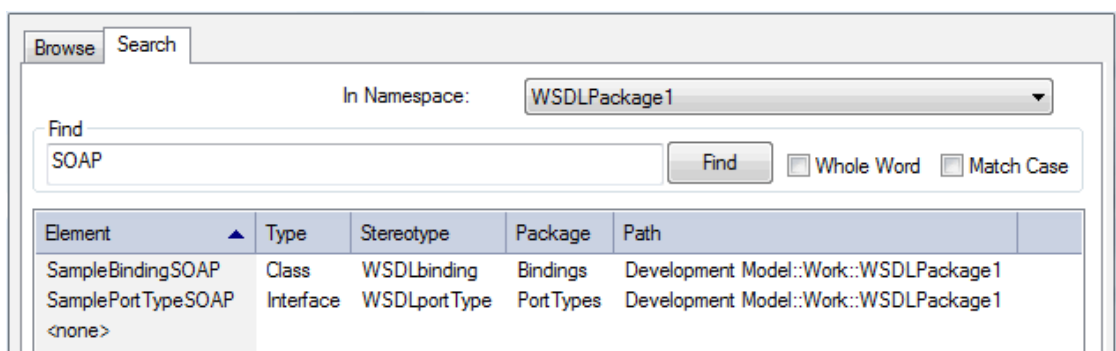 Browse Search
In Namespace: WSDLPackage1
Find
SOAP Find Whole Word Match Case
Element Type Stereotype Package Path
SampleBindingSOAP Class WSDLbinding Bindings Development Model::Work::WSDLPackage1
SamplePortTypeSOAP Interface WSDLportType PortTypes Development Model::Work::WSDLPackage1
<none>